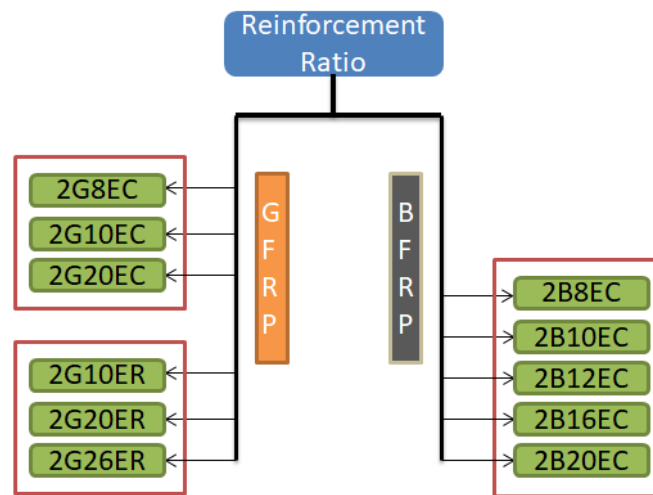 Reinforcement
Ratio
2G8EC
2G10EC
2G20EC
2G10ER
2G20ER
2G26ER
G
F
R
P
B
F
R
P
2B8EC
2B10EC
2B12EC
2B16EC
2B20EC